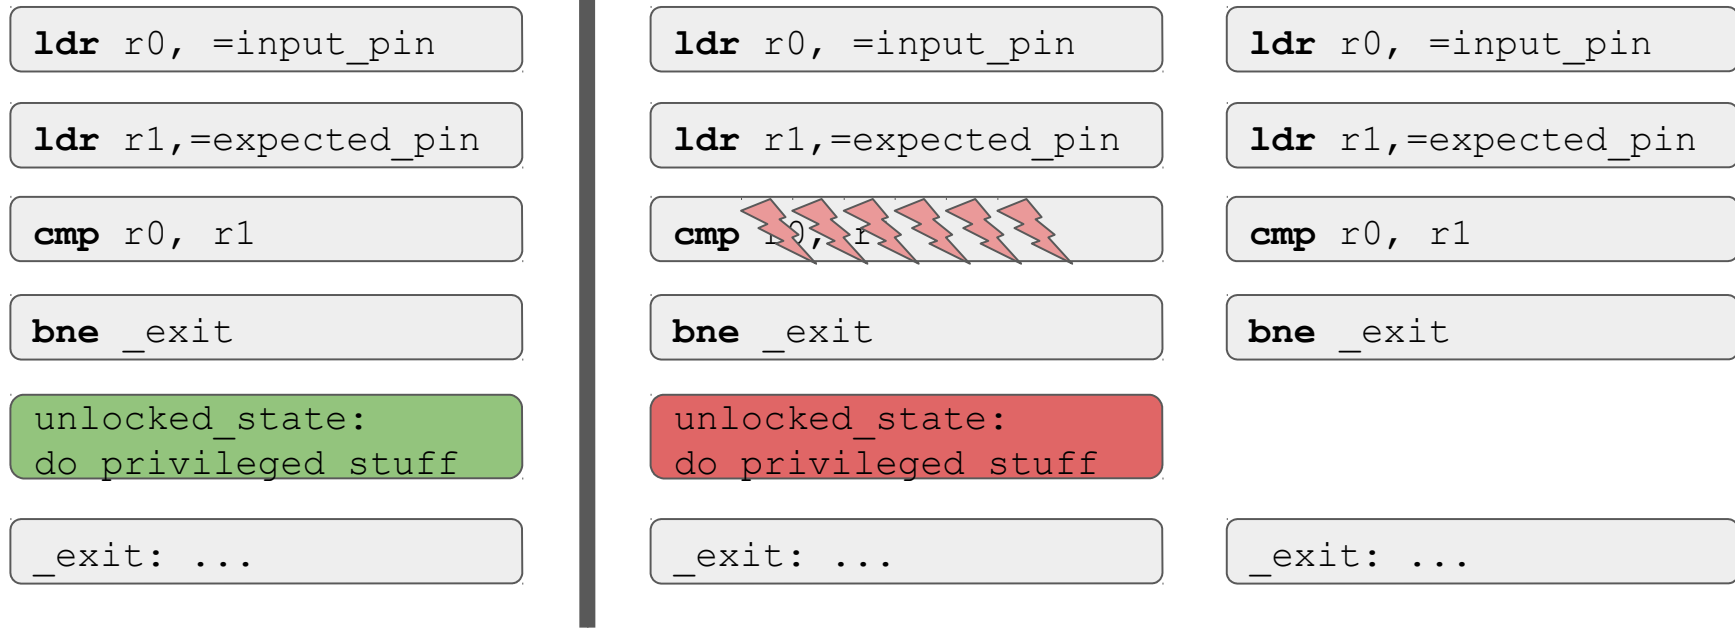 ldr r0, =input_pin
ldr r1,=expected_pin
cmp r0, r1
bne _exit
unlocked_state:
do privileged stuff
_exit: ...
ldr r0, =input_pin
ldr r1,=expected_pin
cmp r0, r
bne _exit
unlocked_state:
do privileged stuff
_exit: ...
ldr r0, =input_pin
ldr r1,=expected_pin
cmp r0, r1
bne _exit
_exit: ...